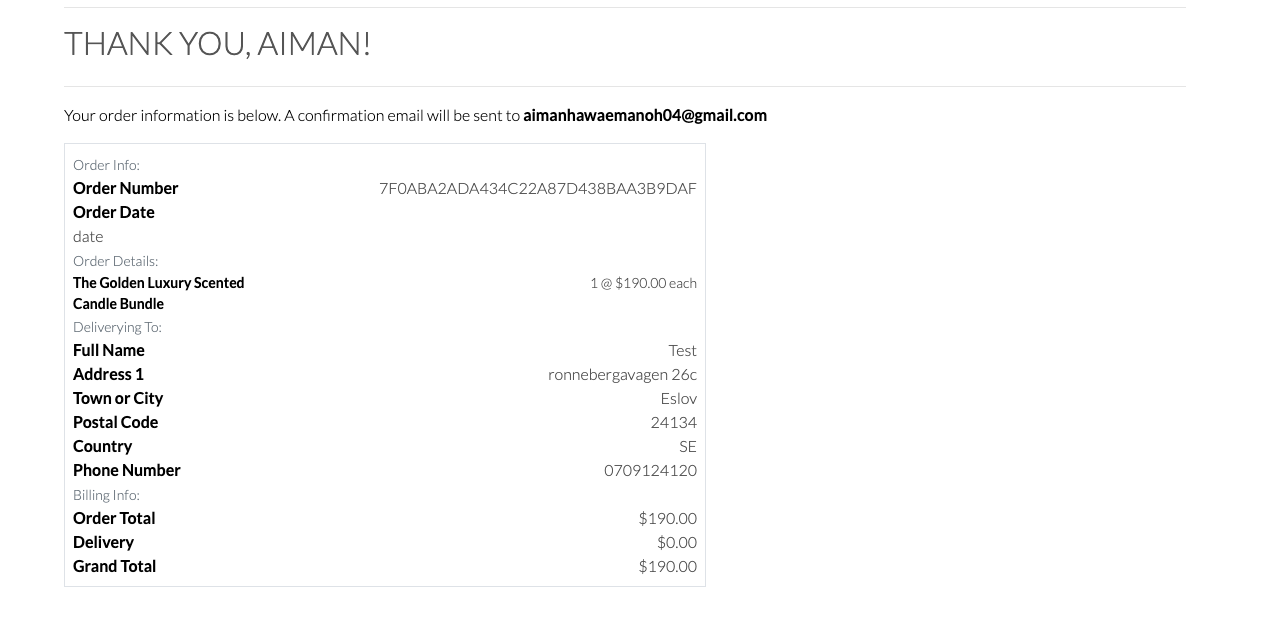 THANK YOU, AIMAN!
Your order information is below. A confirmation email will be sent to aimanhawaemanoh04@gmail.com
Order Info:
Order Number 7F0ABA2ADA434C22A87D438BAA3B9DAF
Order Date
date
Order Details:
The Golden Luxury Scented 1 @ $190.00 each
Candle Bundle
Deliverying To:
Full Name Test
Address 1 ronnebergavagen 26c
Town or City Eslov
Postal Code 24134
Country SE
Phone Number 0709124120
Billing Info:
Order Total $190.00
Delivery $0.00
Grand Total $190.00